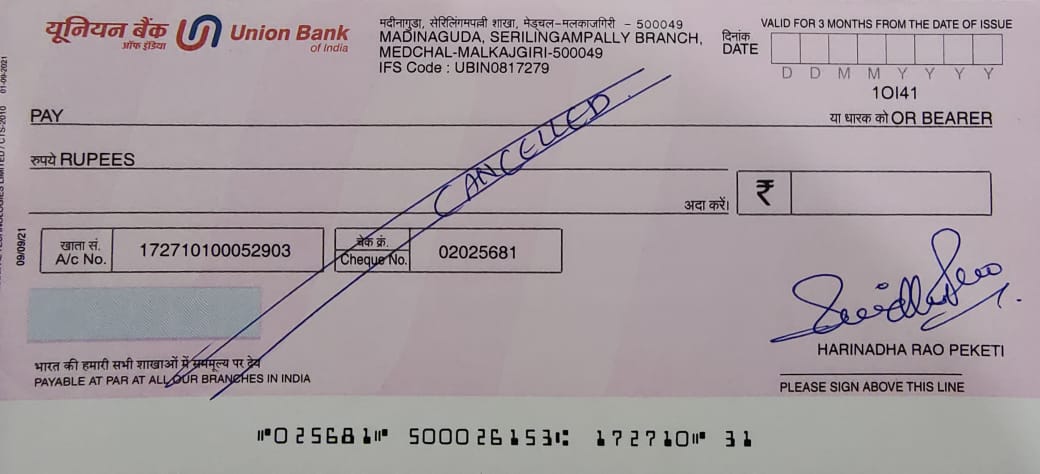 यूनियन बैंक
ऑफ इंडिया
Union Bank
of India
मदीनागुडा, सेरिलिंगमपल्ली शाखा, मेड्चल-मलकाजगिरी - 500049
MADINAGUDA, SERILINGAMPALLY BRANCH,
MEDCHAL-MALKAJGIRI-500049
IFS Code : UBIN0817279
VALID FOR 3 MONTHS FROM THE DATE OF ISSUE
दिनांक
DATE
D D M M Y Y Y Y
10141
PAY
या धारक को OR BEARER
CANCELLED
रुपये RUPEES
अदा करें।
₹
खाता सं.
A/c No.
172710100052903
चेक क्रं.
Cheque No.
02025681
09/09/21
01-09-2021
HARINADHA RAO PEKETI
PLEASE SIGN ABOVE THIS LINE
भारत की हमारी सभी शाखाओं में सममूल्य पर देय
PAYABLE AT PAR AT ALL OUR BRANCHES IN INDIA
⑈025681⑈ 500026153⑆ 172710⑈ 31